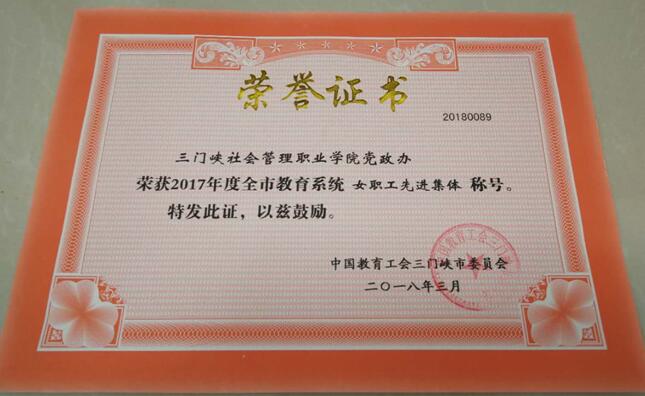 荣誉证书
20180089
三门峡社会管理职业学院党政办
荣获2017年度全市教育系统 女职工先进集体 称号。
特发此证，以兹鼓励。
中国教育工会三门峡市委员会
二〇一八年三月